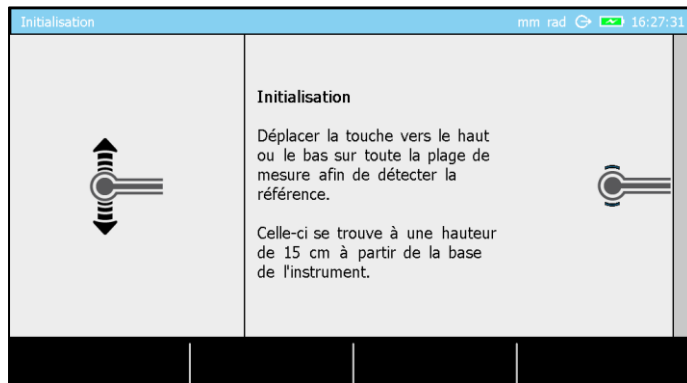 Initialisation
mm rad 16:27:31
Initialisation
Déplacer la touche vers le haut
ou le bas sur toute la plage de
mesure afin de détecter la
référence.
Celle-ci se trouve à une hauteur
de 15 cm à partir de la base
de l'instrument.